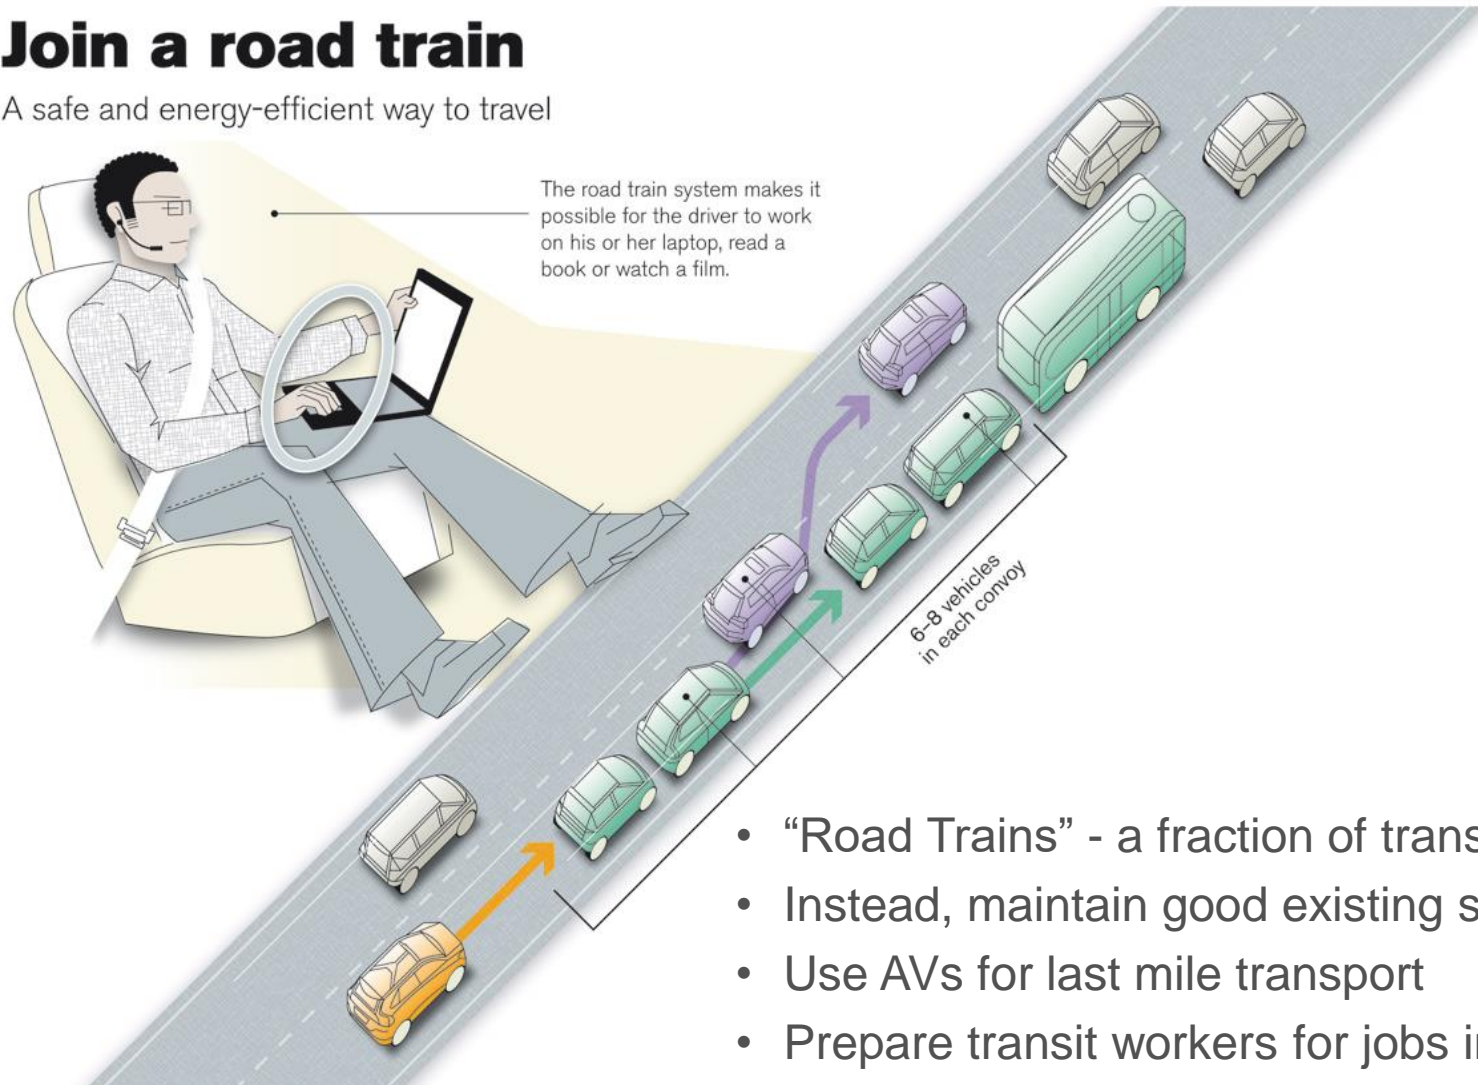 Join a road train
A safe and energy-efficient way to travel
The road train system makes it
possible for the driver to work
on his or her laptop, read a
book or watch a film.
6–8 vehicles
in each convoy
• “Road Trains” - a fraction of
• Instead, maintain good existing
• Use AVs for last mile transport
• Prepare transit workers for jobs